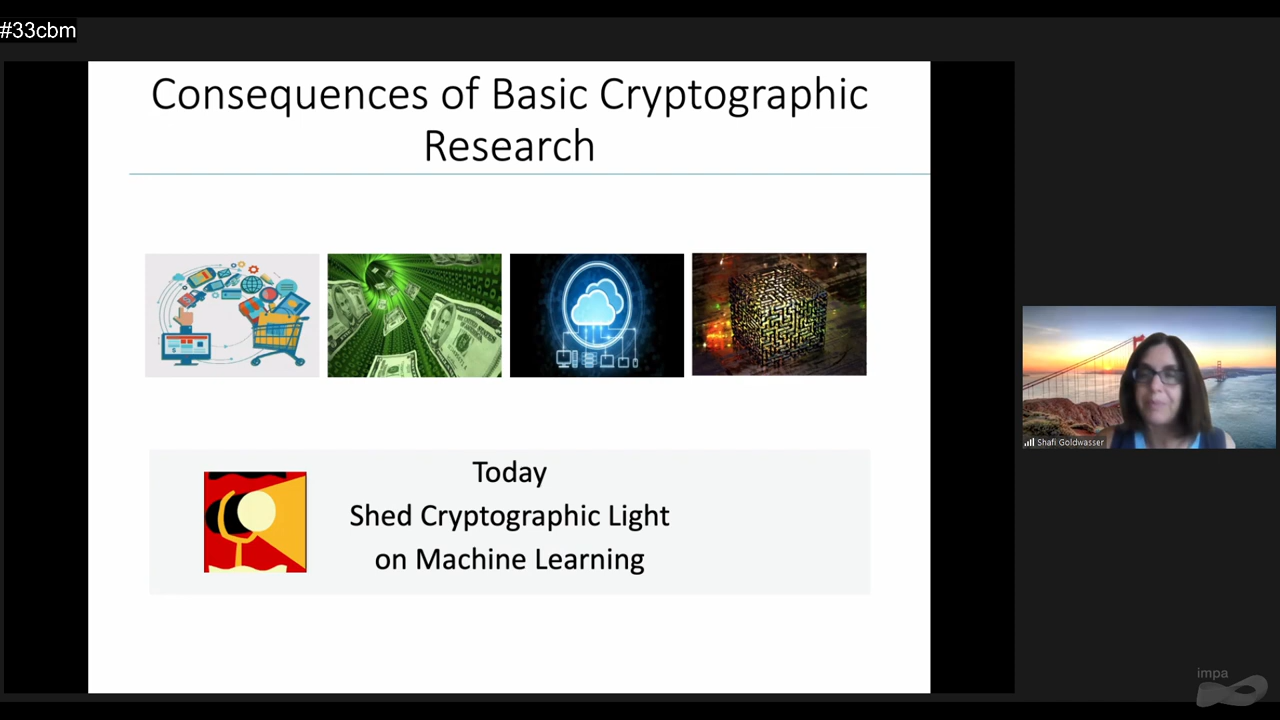 #33cbm
Consequences of Basic Cryptographic
Research
Today
Shed Cryptographic Light
on Machine Learning
Shafi Goldwasser
impa